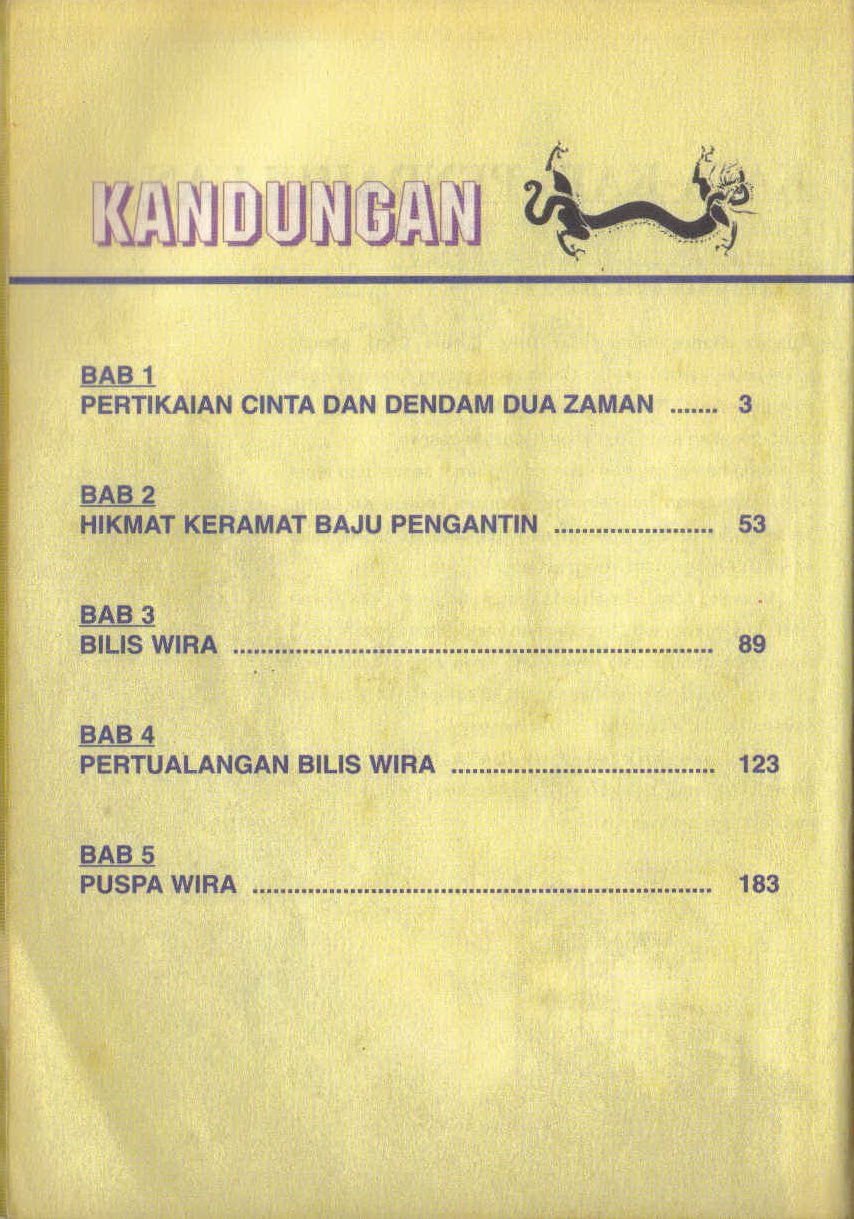 KANDUNGAN
BAB 1
PERTIKAIAN CINTA DAN DENDAM DUA ZAMAN ....... 3
BAB 2
HIKMAT KERAMAT BAJU PENGANTIN ....................... 53
BAB 3
BILIS WIRA ..................................................................... 89
BAB 4
PERTUALANGAN BILIS WIRA ...................................... 123
BAB 5
PUSPA WIRA .................................................................. 183